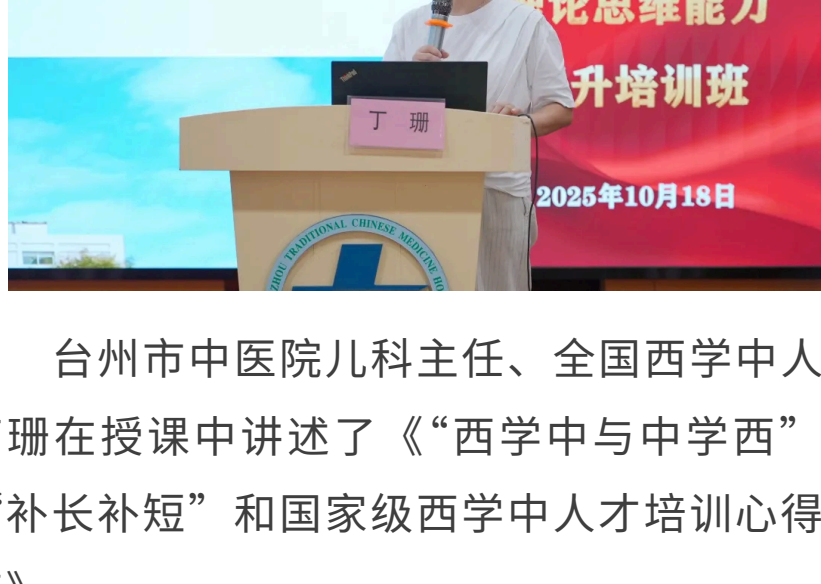 论思维能力
升培训班
丁 珊
2025年10月18日
ZHOU TRADITIONAL CHINESE MEDICINE HO
台州市中医院儿科主任、全国西学中人
珊在授课中讲述了《“西学中与中学西”
“补长补短”和国家级西学中人才培训心得
》